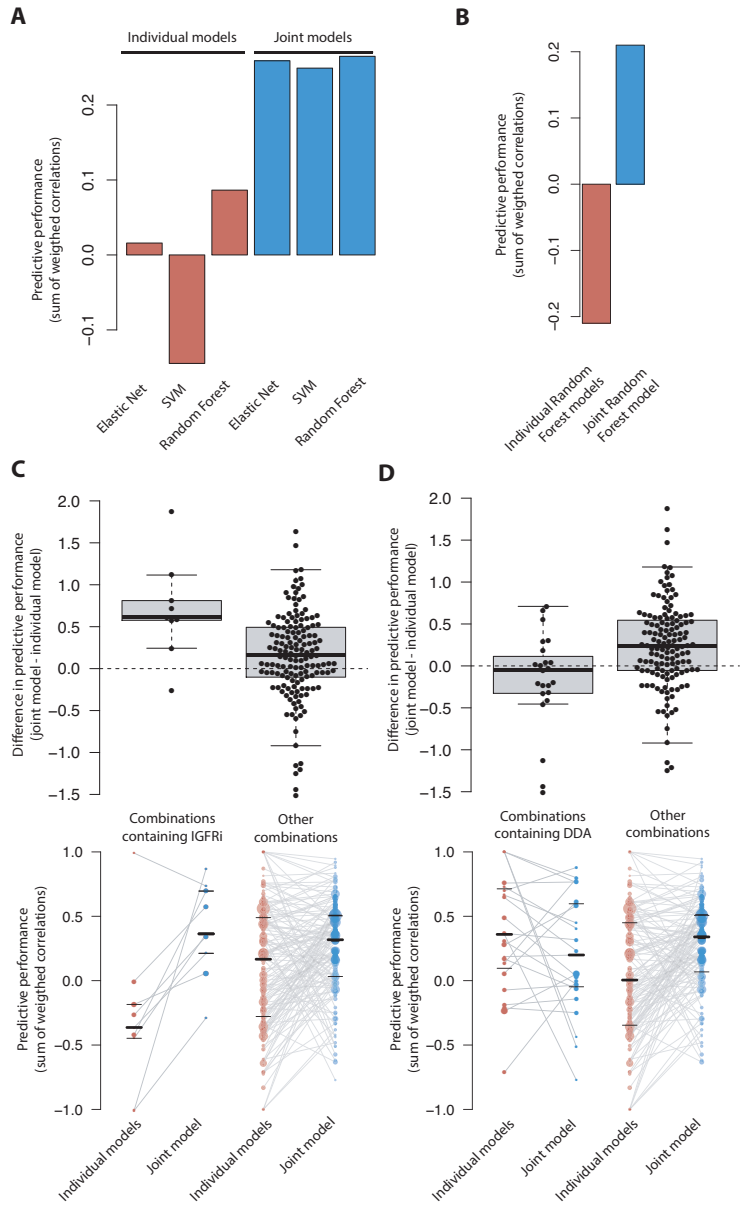 A
Individual models
Joint models
Predictive performance
(sum of weigthed correlations)
0.2
0.1
0.0
−0.1
Elastic Net
SVM
Random Forest
Elastic Net
SVM
Random Forest
B
Predictive performance
(sum of weigthed correlations)
0.2
0.1
0.0
−0.1
−0.2
Individual Random
Forest models
Joint Random
Forest model
C
Difference in predictive performance
(joint model - individual model)
2.0
1.5
1.0
0.5
0.0
−0.5
−1.0
−1.5
Combinations
containing IGFRi
Other
combinations
Predictive performance
(sum of weigthed correlations)
1.0
0.5
0.0
−0.5
−1.0
Individual models
Joint model
Individual models
Joint model
D
Difference in predictive performance
(joint model - individual model)
2.0
1.5
1.0
0.5
0.0
−0.5
−1.0
−1.5
Combinations
containing DDA
Other
combinations
Predictive performance
(sum of weigthed correlations)
1.0
0.5
0.0
−0.5
−1.0
Individual models
Joint model
Individual models
Joint model